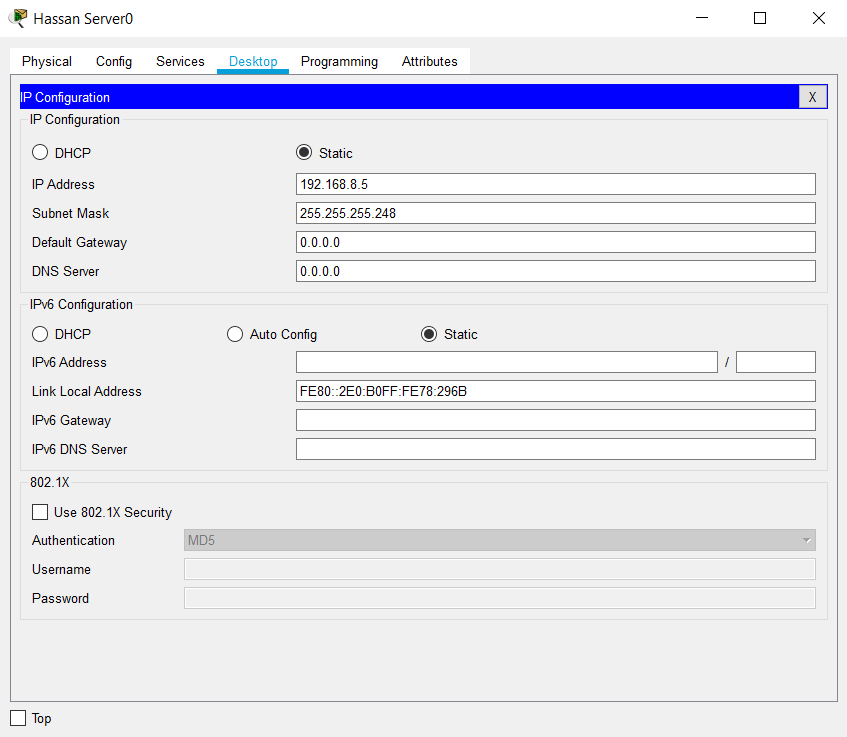 Hassan Server0
Physical Config Services Desktop Programming Attributes
IP Configuration X
IP Configuration
DHCP Static
IP Address 192.168.8.5
Subnet Mask 255.255.255.248
Default Gateway 0.0.0.0
DNS Server 0.0.0.0
IPv6 Configuration
DHCP Auto Config Static
IPv6 Address /
Link Local Address FE80::2E0:B0FF:FE78:296B
IPv6 Gateway
IPv6 DNS Server
802.1X
Use 802.1X Security
Authentication MD5
Username
Password
Top